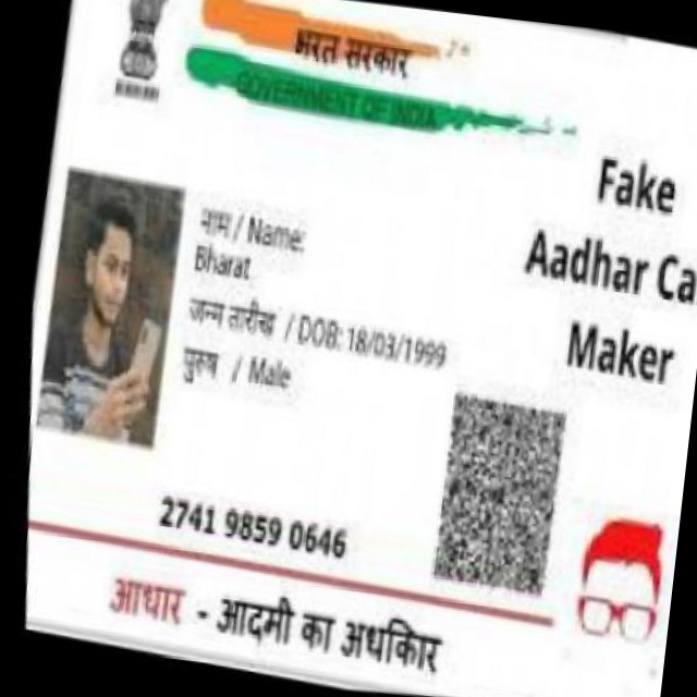 भारत सरकार
GOVERNMENT OF INDIA
Fake
Aadhar Ca
Maker
नाम / Name:
Bharat
जन्म तारीख / DOB: 18/03/1999
पुरुष / Male
2741 9859 0646
आधार - आदमी का अधकिार